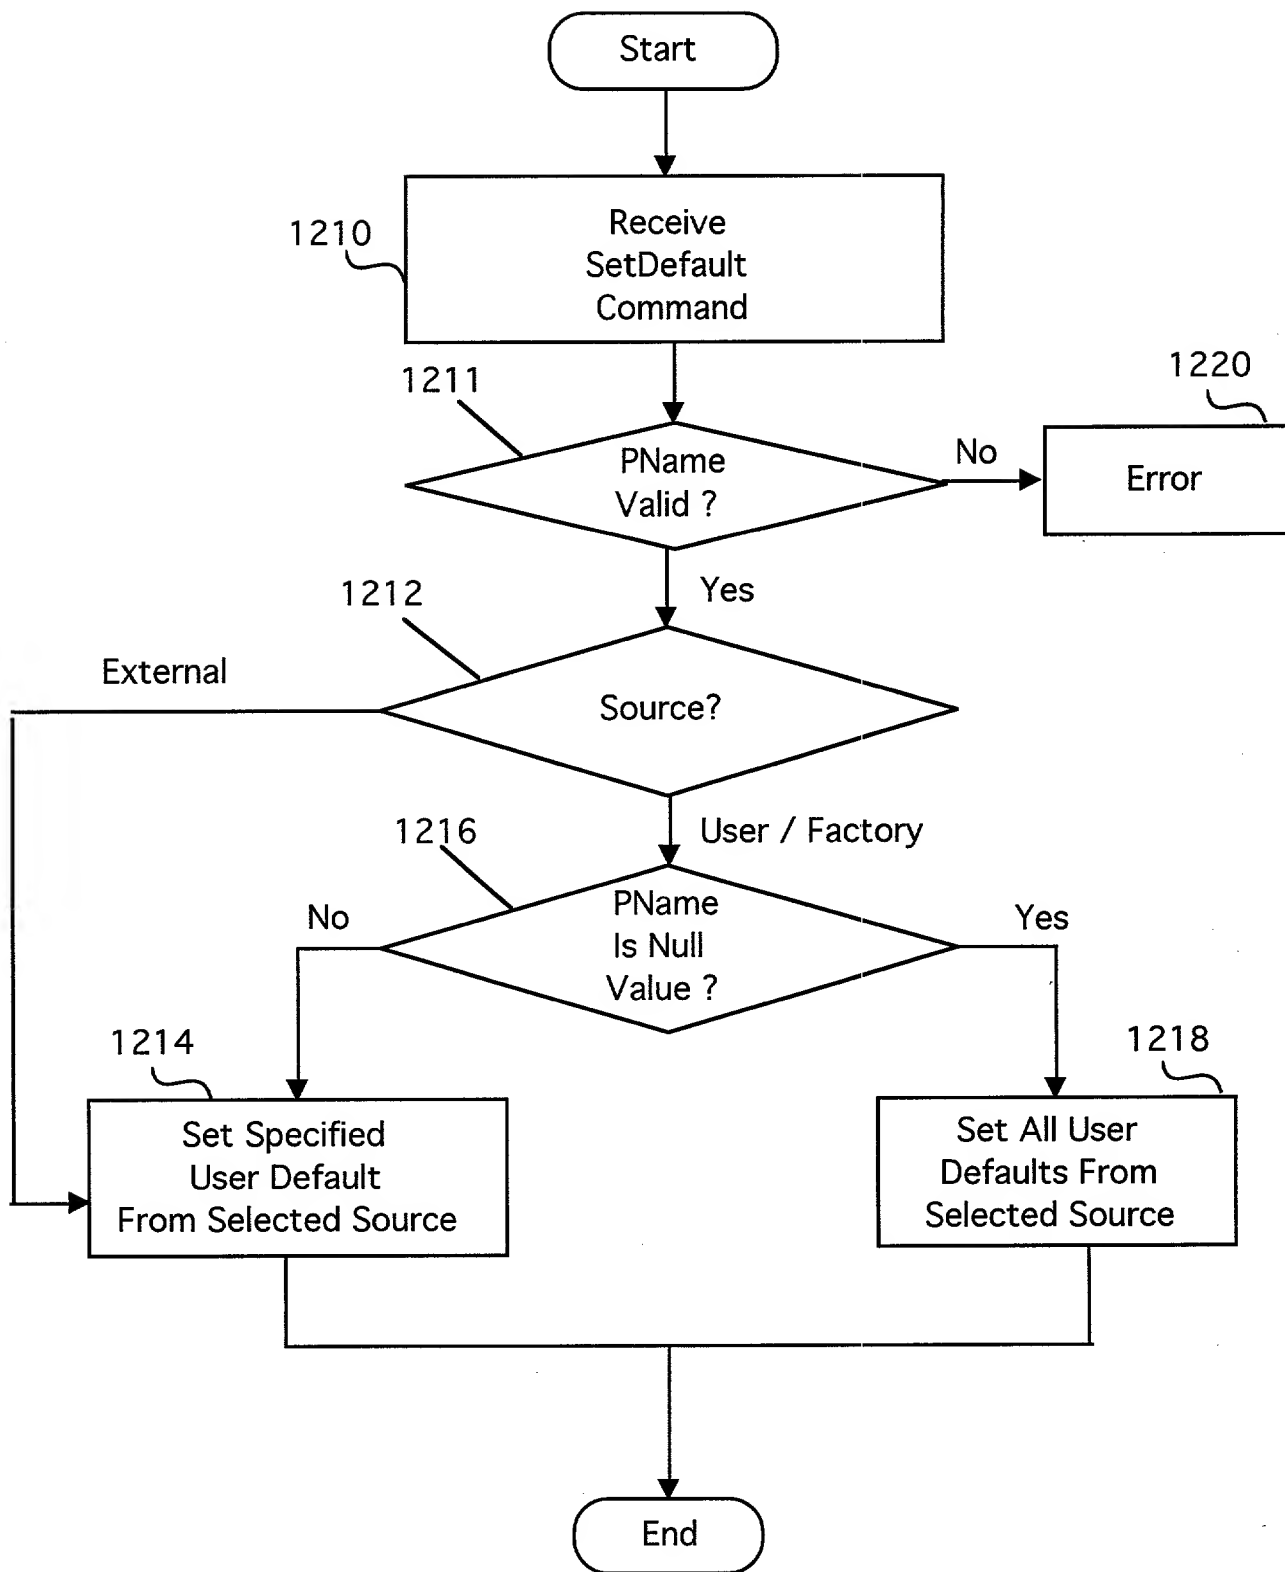 Start
1210
Receive
SetDefault
Command
1211
1220
PName
Valid ?
No
Error
Yes
1212
External
Source?
User / Factory
1216
PName
Is Null
Value ?
No
Yes
1214
1218
Set Specified
User Default
From Selected Source
Set All User
Defaults From
Selected Source
End